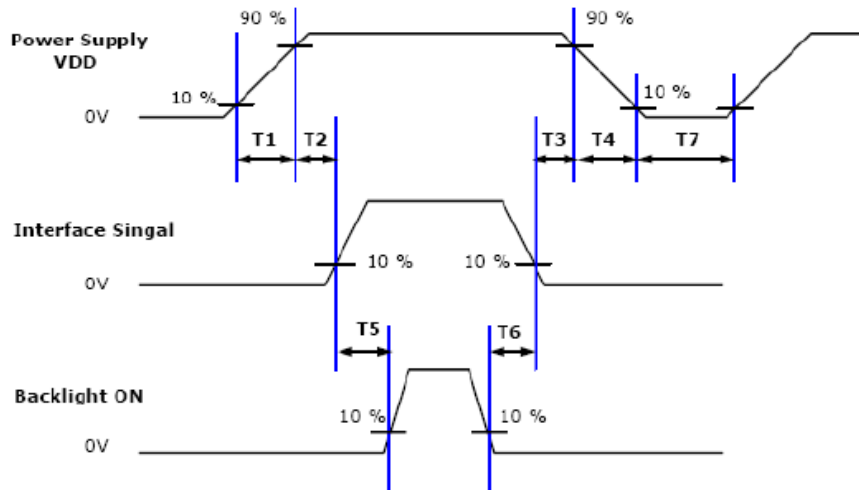 90 %
90 %
Power Supply
VDD
10 %
10 %
0V
T1
T2
T3
T4
T7
Interface Singal
10 %
10 %
0V
T5
T6
Backlight ON
10 %
10 %
0V